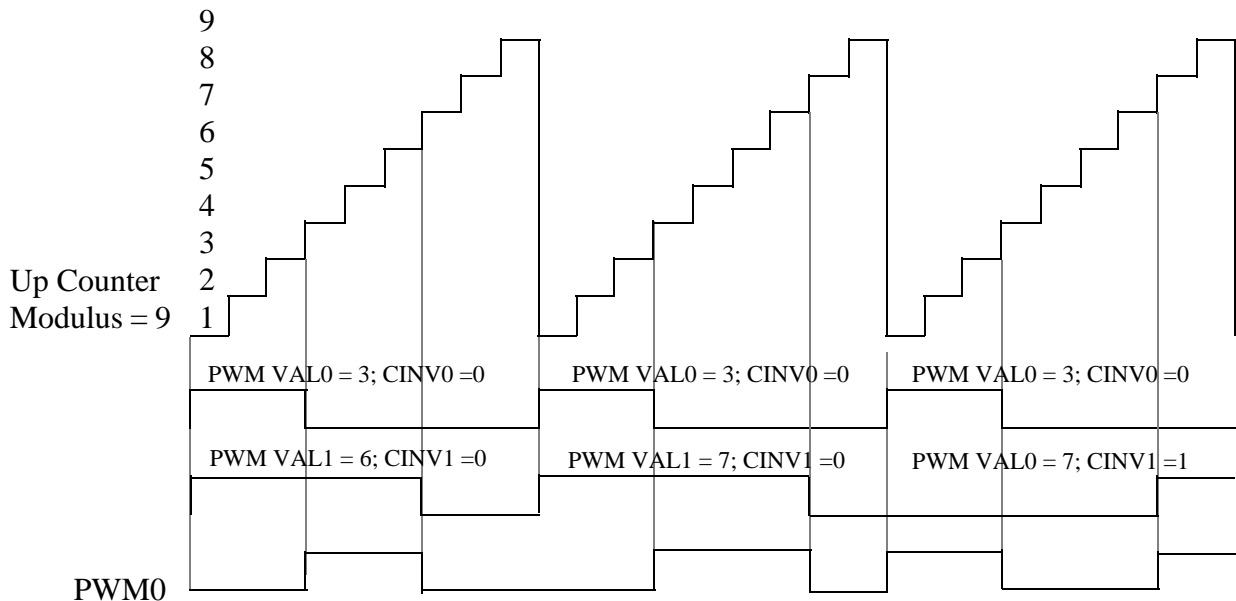 9
8
7
6
5
4
3
Up Counter 2
Modulus = 9 1
PWM VAL0 = 3; CINV0 =0 PWM VAL0 = 3; CINV0 =0 PWM VAL0 = 3; CINV0 =0
PWM VAL1 = 6; CINV1 =0 PWM VAL1 = 7; CINV1 =0 PWM VAL0 = 7; CINV1 =1
PWM0